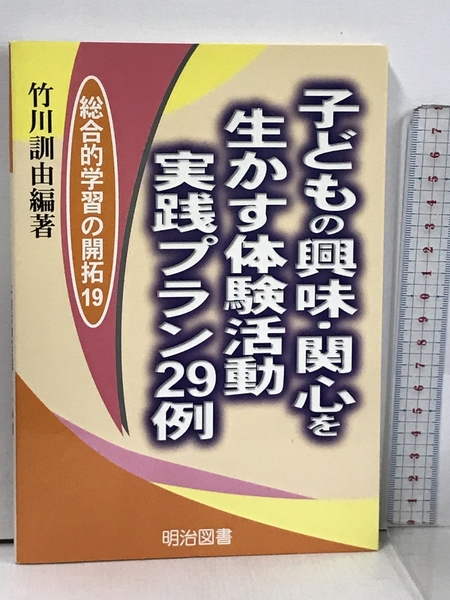 子どもの興味・関心を
生かす体験活動
実践プラン29例
総合的学習の開拓19
竹川訓由編著
明治図書